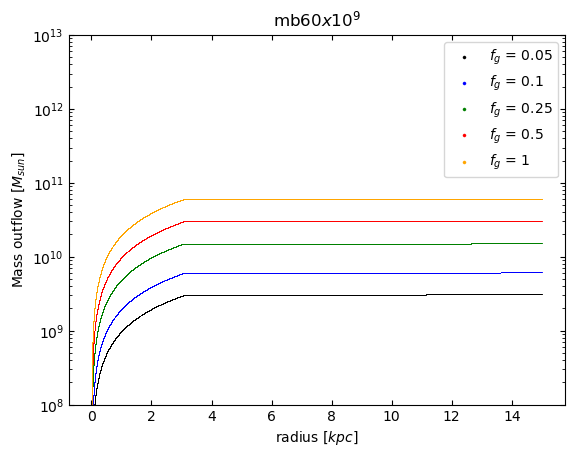 mb60x10⁹
10¹³
10¹²
10¹¹
10¹⁰
10⁹
10⁸
Mass outflow [M_sun]
f_g = 0.05
f_g = 0.1
f_g = 0.25
f_g = 0.5
f_g = 1
0 2 4 6 8 10 12 14
radius [kpc]